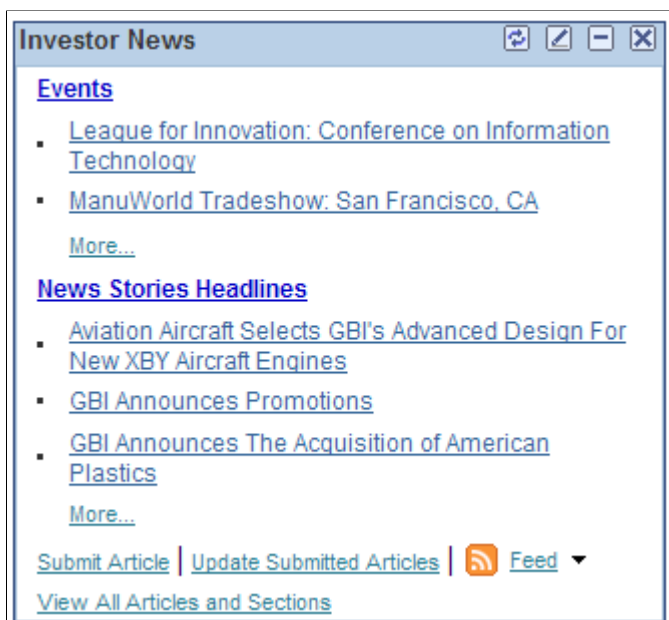 Investor News
Events
League for Innovation: Conference on Information
Technology
ManuWorld Tradeshow: San Francisco, CA
More...
News Stories Headlines
Aviation Aircraft Selects GBI's Advanced Design For
New XBY Aircraft Engines
GBI Announces Promotions
GBI Announces The Acquisition of American
Plastics
More...
Submit Article | Update Submitted Articles | Feed
View All Articles and Sections